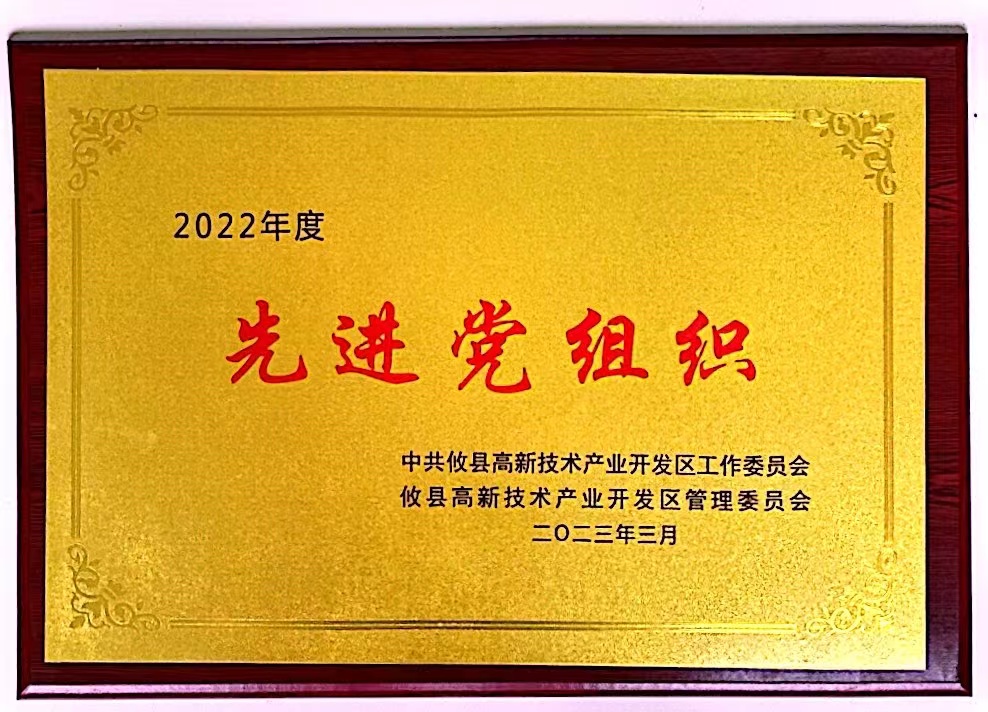 2022年度
先进党组织
中共攸县高新技术产业开发区工作委员会
攸县高新技术产业开发区管理委员会
二〇二三年三月